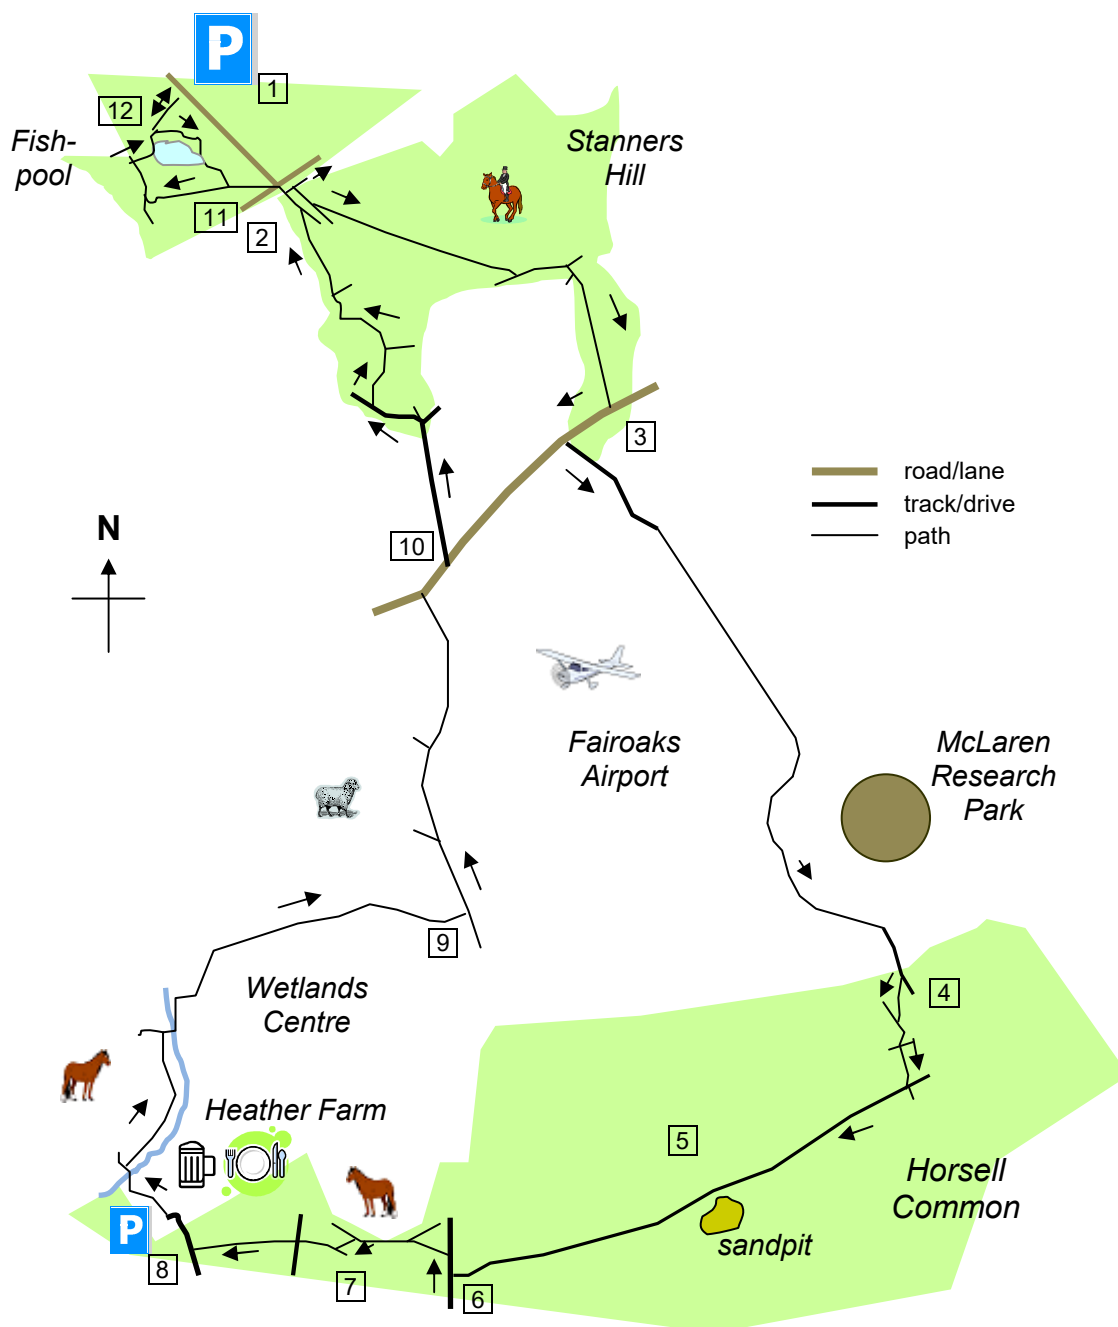 P
1
12
Fish-
pool
Stanners
Hill
11
2
3
road/lane
track/drive
path
N
10
Fairoaks
Airport
McLaren
Research
Park
9
Wetlands
Centre
4
Heather Farm
5
Horsell
Common
sandpit
P
8
7
6